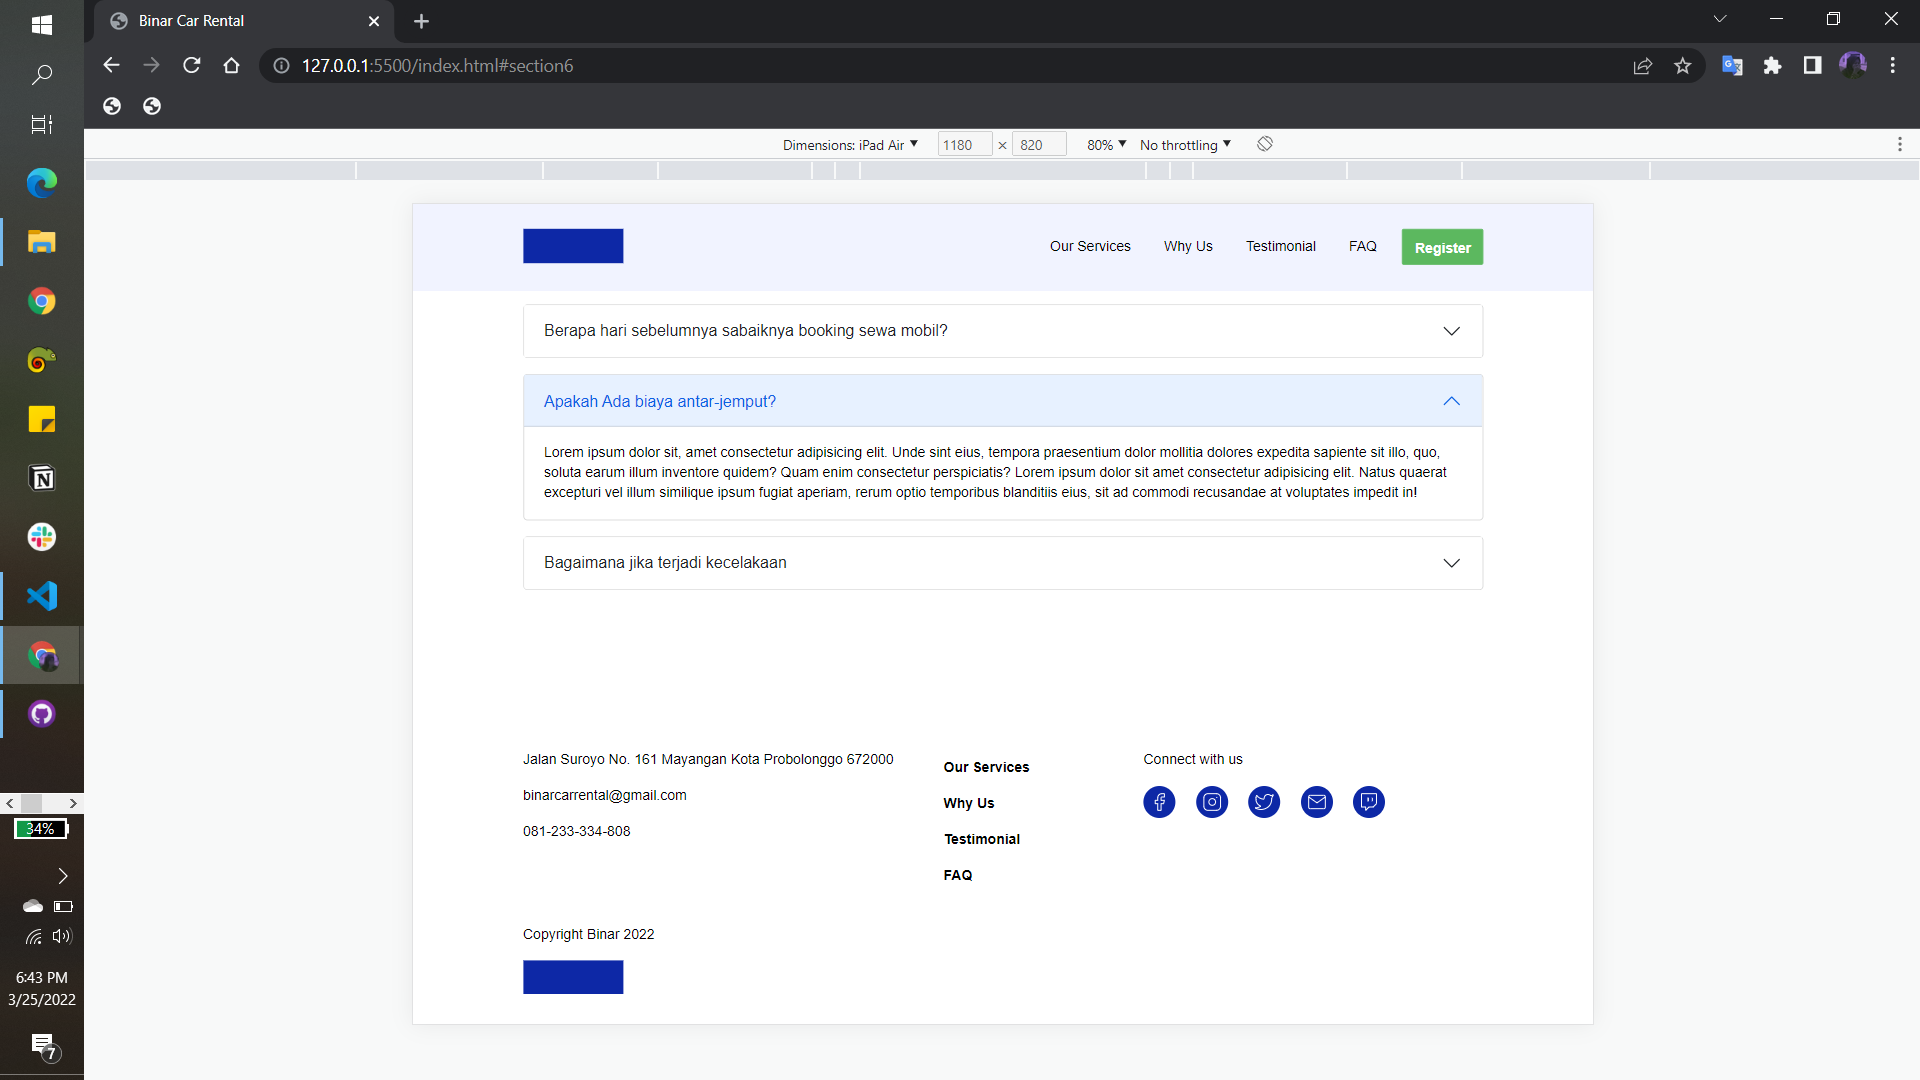 Binar Car Rental
127.0.0.1:5500/index.html#section6
Dimensions: iPad Air 1180 × 820 80% No throttling
Our Services Why Us Testimonial FAQ Register
Berapa hari sebelumnya sabaiknya booking sewa mobil?
Apakah Ada biaya antar-jemput?
Lorem ipsum dolor sit, amet consectetur adipisicing elit. Unde sint eius, tempora praesentium dolor mollitia dolores expedita sapiente sit illo, quo,
soluta earum illum inventore quidem? Quam enim consectetur perspiciatis? Lorem ipsum dolor sit amet consectetur adipisicing elit. Natus quaerat
excepturi vel illum similique ipsum fugiat aperiam, rerum optio temporibus blanditiis eius, sit ad commodi recusandae at voluptates impedit in!
Bagaimana jika terjadi kecelakaan
Jalan Suroyo No. 161 Mayangan Kota Probolonggo 672000
binarcarrental@gmail.com
081-233-334-808
Our Services
Why Us
Testimonial
FAQ
Connect with us
Copyright Binar 2022
34%
6:43 PM
3/25/2022
7